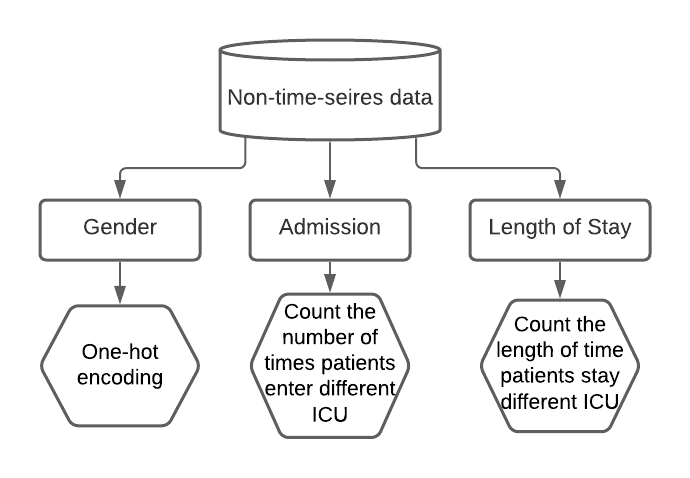 Non-time-seires data
Gender
Admission
Length of Stay
One-hot
encoding
Count the
number of
times patients
enter different
ICU
Count the
length of time
patients stay
different ICU